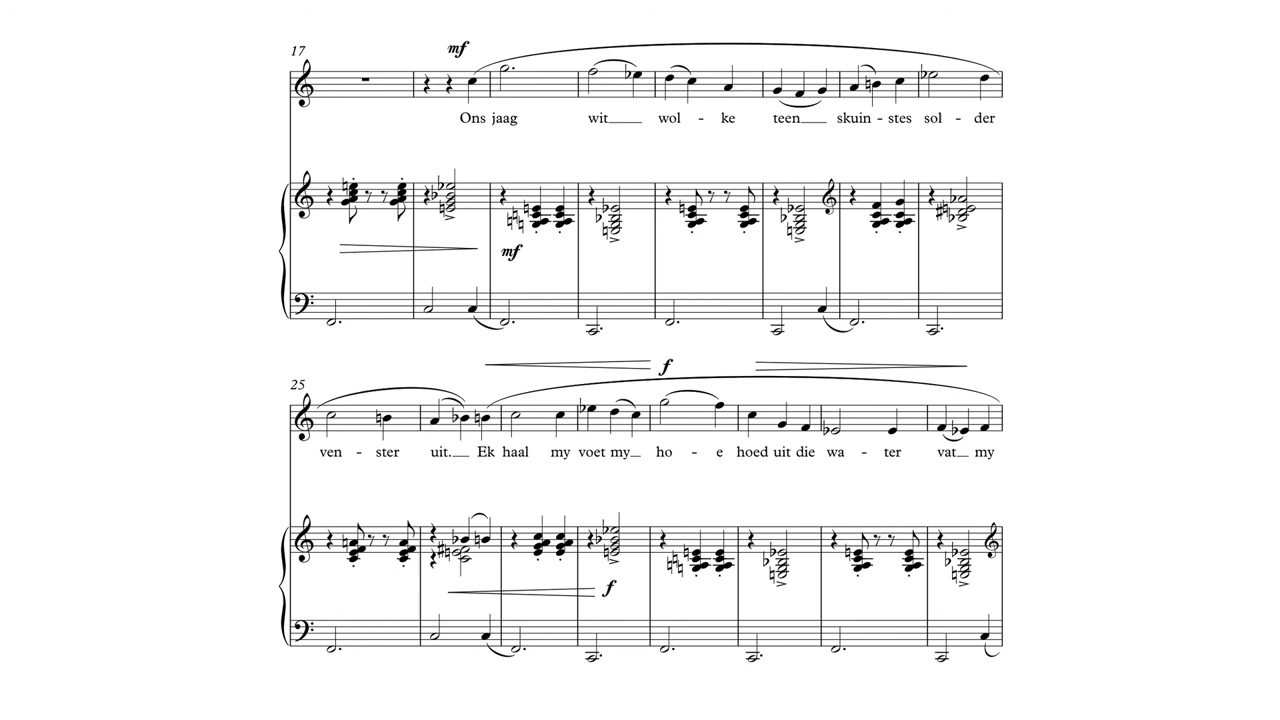 17
mf
Ons jaag wit wol - ke teen skuin - stes sol - der
mf
25
f
ven - ster uit. Ek haal my voet my ho - e hoed uit die wa - ter vat my
f